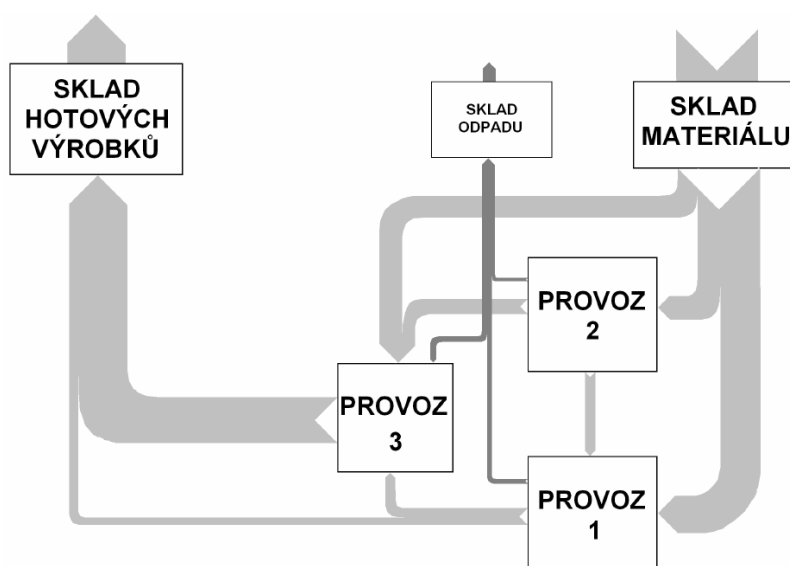 SKLAD
HOTOVÝCH
VÝROBKŮ
SKLAD
ODPADU
SKLAD
MATERIÁLU
PROVOZ
2
PROVOZ
3
PROVOZ
1